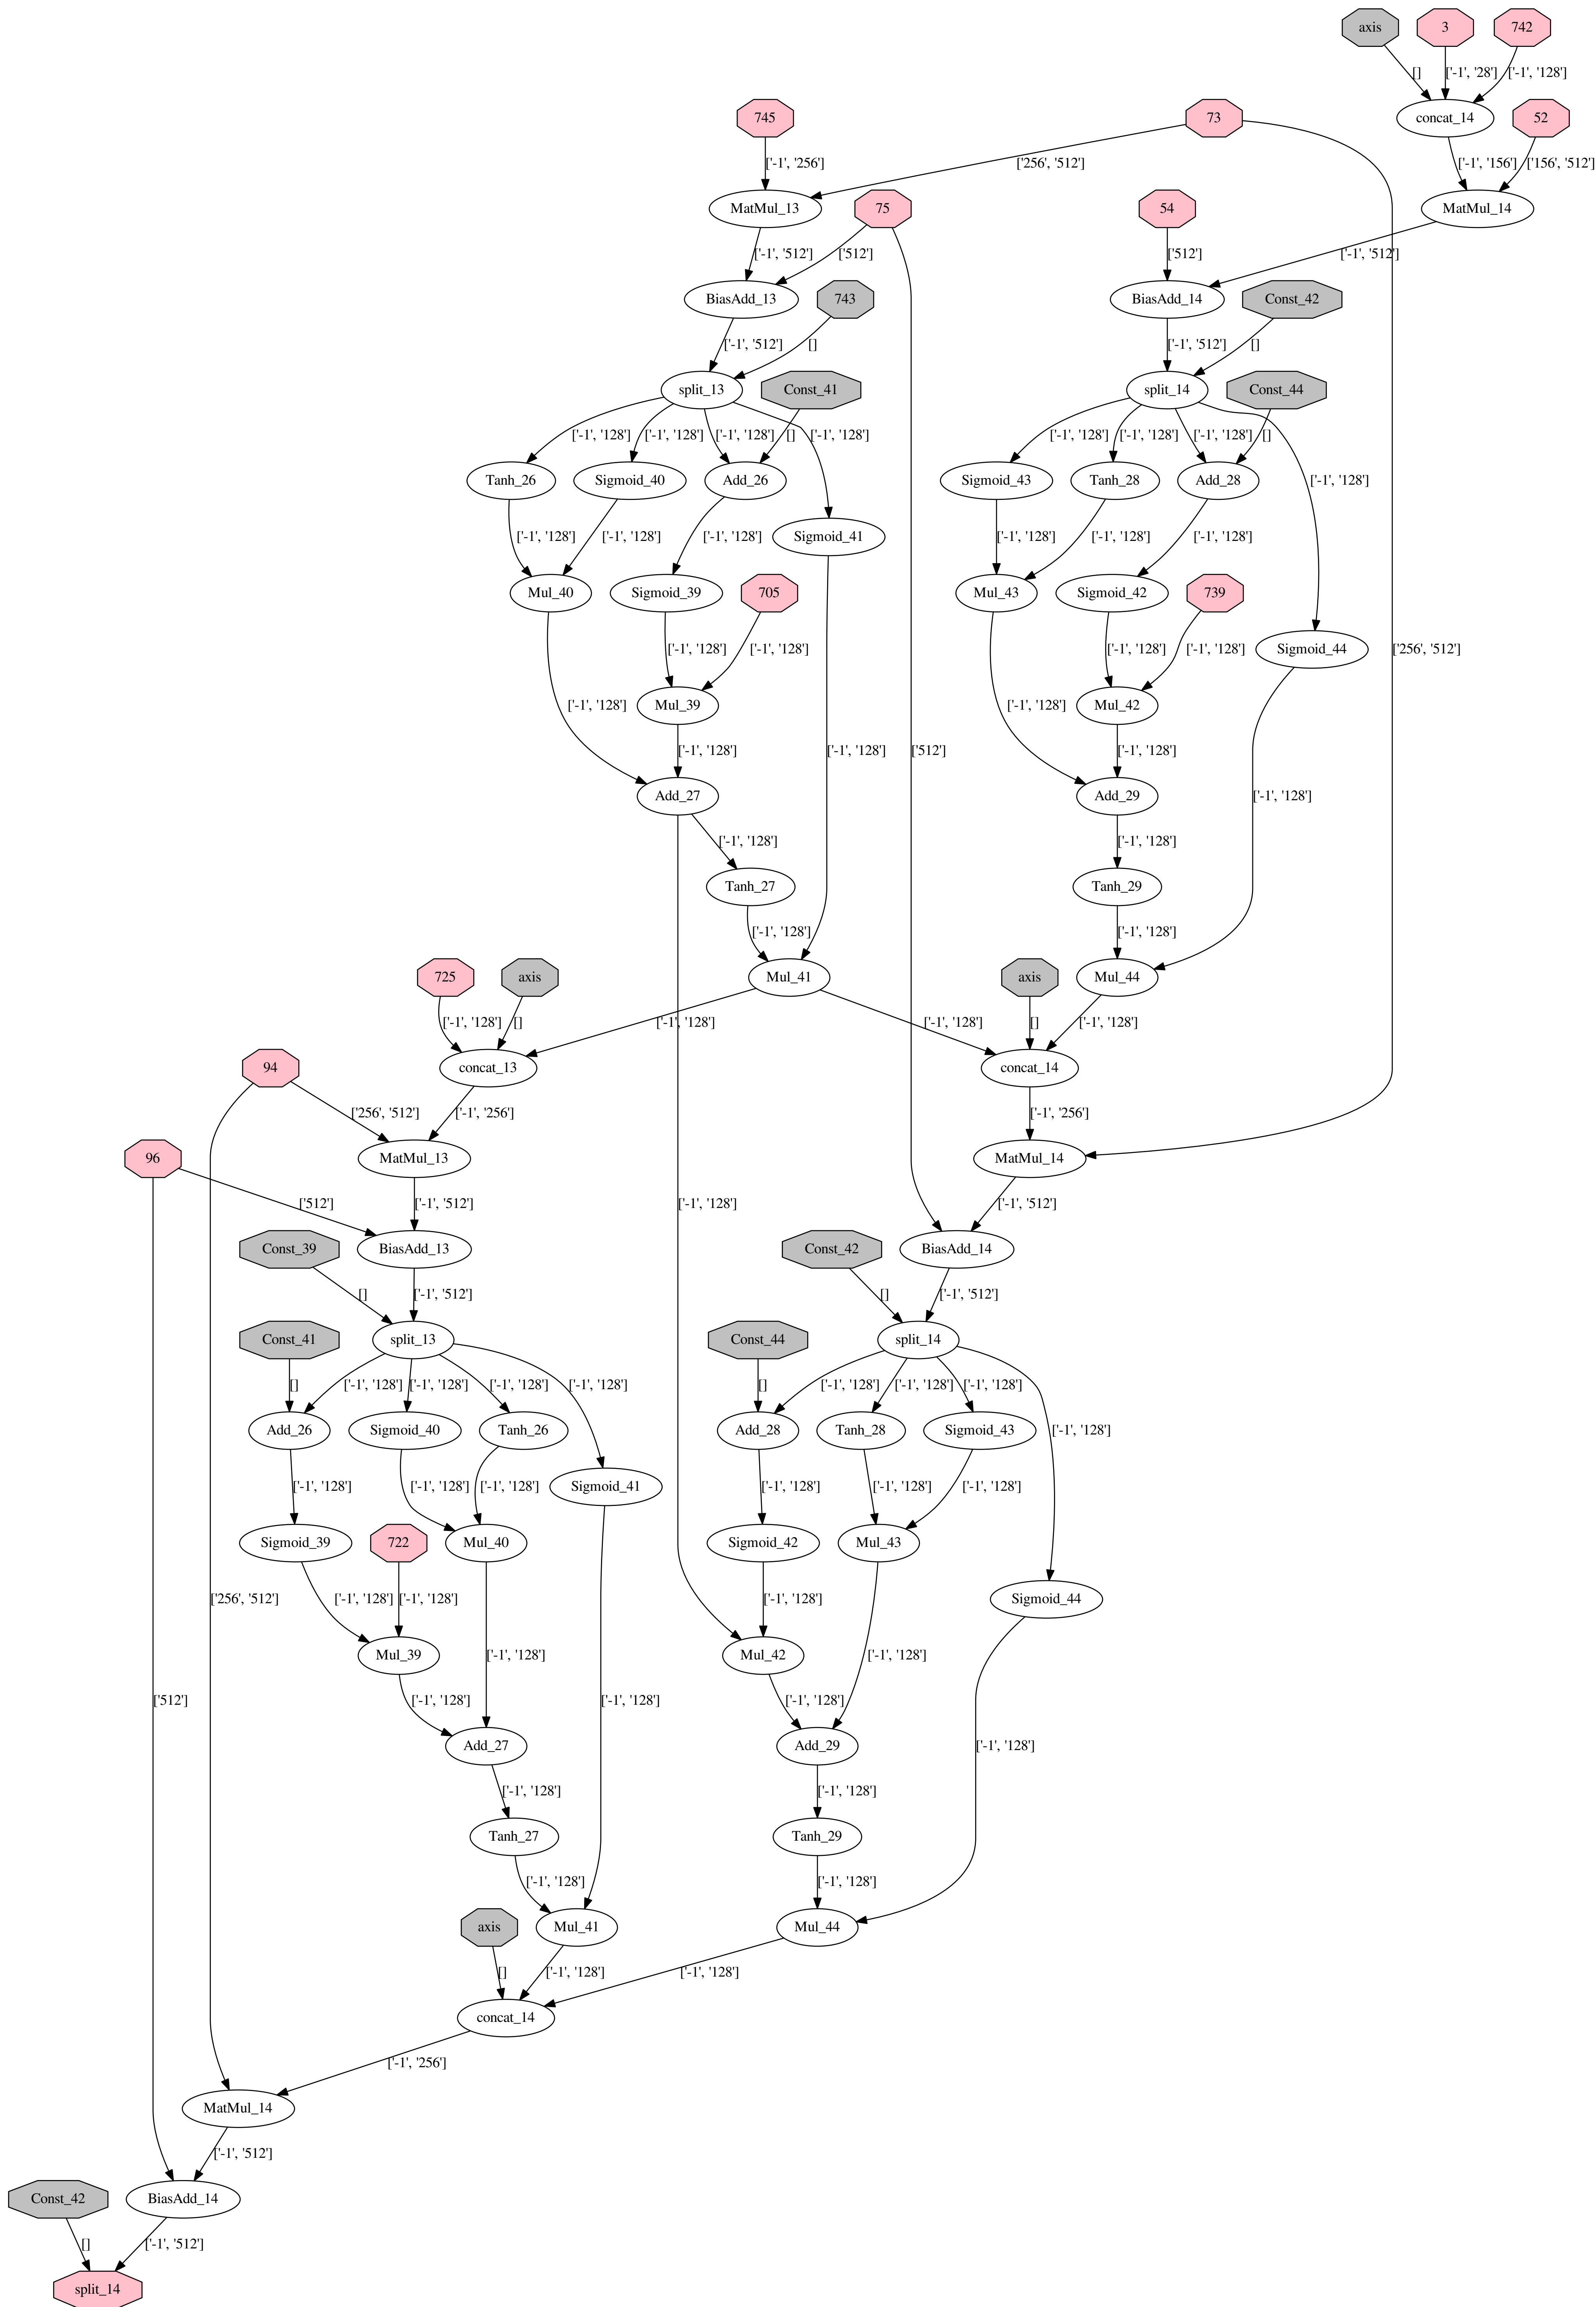 axis
3
742
[]
['-1', '28']
['-1', '128']
745
73
concat_14
52
['-1', '256']
['256', '512']
['-1', '156']
['156', '512']
MatMul_13
75
54
MatMul_14
['-1', '512']
['512']
['512']
['-1', '512']
BiasAdd_13
743
BiasAdd_14
Const_42
['-1', '512']
[]
['-1', '512']
[]
split_13
Const_41
split_14
Const_44
['-1', '128']
['-1', '128']
['-1', '128']
[]
['-1', '128']
['-1', '128']
['-1', '128']
['-1', '128']
[]
Tanh_26
Sigmoid_40
Add_26
Sigmoid_43
Tanh_28
Add_28
['-1', '128']
['-1', '128']
['-1', '128']
['-1', '128']
Sigmoid_41
['-1', '128']
['-1', '128']
['-1', '128']
Mul_40
Sigmoid_39
705
Mul_43
Sigmoid_42
739
['-1', '128']
['-1', '128']
['-1', '128']
['-1', '128']
Sigmoid_44
['256', '512']
['-1', '128']
Mul_39
['-1', '128']
Mul_42
['-1', '128']
['-1', '128']
['512']
['-1', '128']
Add_27
Add_29
['-1', '128']
['-1', '128']
['-1', '128']
Tanh_27
Tanh_29
['-1', '128']
['-1', '128']
725
axis
Mul_41
axis
Mul_44
['-1', '128']
[]
['-1', '128']
['-1', '128']
[]
['-1', '128']
94
concat_13
concat_14
['256', '512']
['-1', '256']
['-1', '256']
96
MatMul_13
MatMul_14
['512']
['-1', '512']
['-1', '128']
['-1', '512']
Const_39
BiasAdd_13
Const_42
BiasAdd_14
[]
['-1', '512']
[]
['-1', '512']
Const_41
split_13
Const_44
split_14
[]
['-1', '128']
['-1', '128']
['-1', '128']
['-1', '128']
[]
['-1', '128']
['-1', '128']
['-1', '128']
Add_26
Sigmoid_40
Tanh_26
Add_28
Tanh_28
Sigmoid_43
['-1', '128']
['-1', '128']
['-1', '128']
['-1', '128']
Sigmoid_41
['-1', '128']
['-1', '128']
['-1', '128']
Sigmoid_39
722
Mul_40
Sigmoid_42
Mul_43
['256', '512']
['-1', '128']
['-1', '128']
['-1', '128']
Sigmoid_44
Mul_39
['-1', '128']
Mul_42
['-1', '128']
['512']
['-1', '128']
['-1', '128']
['-1', '128']
Add_27
Add_29
['-1', '128']
['-1', '128']
['-1', '128']
Tanh_27
Tanh_29
['-1', '128']
['-1', '128']
axis
Mul_41
Mul_44
[]
['-1', '128']
['-1', '128']
concat_14
['-1', '256']
MatMul_14
['-1', '512']
Const_42
BiasAdd_14
[]
['-1', '512']
split_14